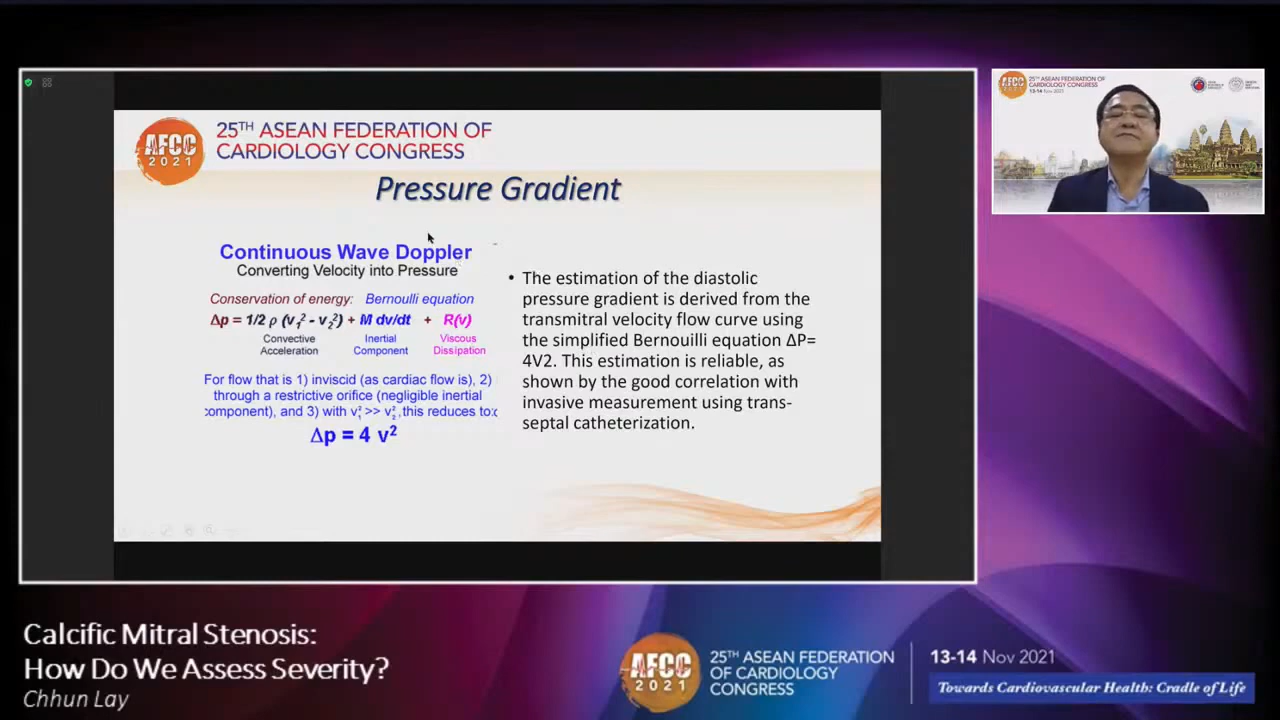 AFCC
2021
25TH ASEAN FEDERATION OF
CARDIOLOGY CONGRESS
Pressure Gradient
Continuous Wave Doppler
Converting Velocity into Pressure
Conservation of energy: Bernoulli equation
Δp = 1/2 ρ (v₁² - v₂²) + M dv/dt + R(v)
Convective Inertial Viscous
Acceleration Component Dissipation
For flow that is 1) inviscid (as cardiac flow is), 2)
through a restrictive orifice (negligible inertial
component), and 3) with v₁² >> v₂², this reduces to:
Δp = 4 v²
• The estimation of the diastolic
pressure gradient is derived from the
transmitral velocity flow curve using
the simplified Bernouilli equation ΔP=
4V2. This estimation is reliable, as
shown by the good correlation with
invasive measurement using trans-
septal catheterization.
AFCC
2021
25TH ASEAN FEDERATION OF
CARDIOLOGY CONGRESS
13-14 Nov 2021
Calcific Mitral Stenosis:
How Do We Assess Severity?
Chhun Lay
AFCC
2021
25TH ASEAN FEDERATION
OF CARDIOLOGY
CONGRESS
13-14 Nov 2021
Towards Cardiovascular Health: Cradle of Life